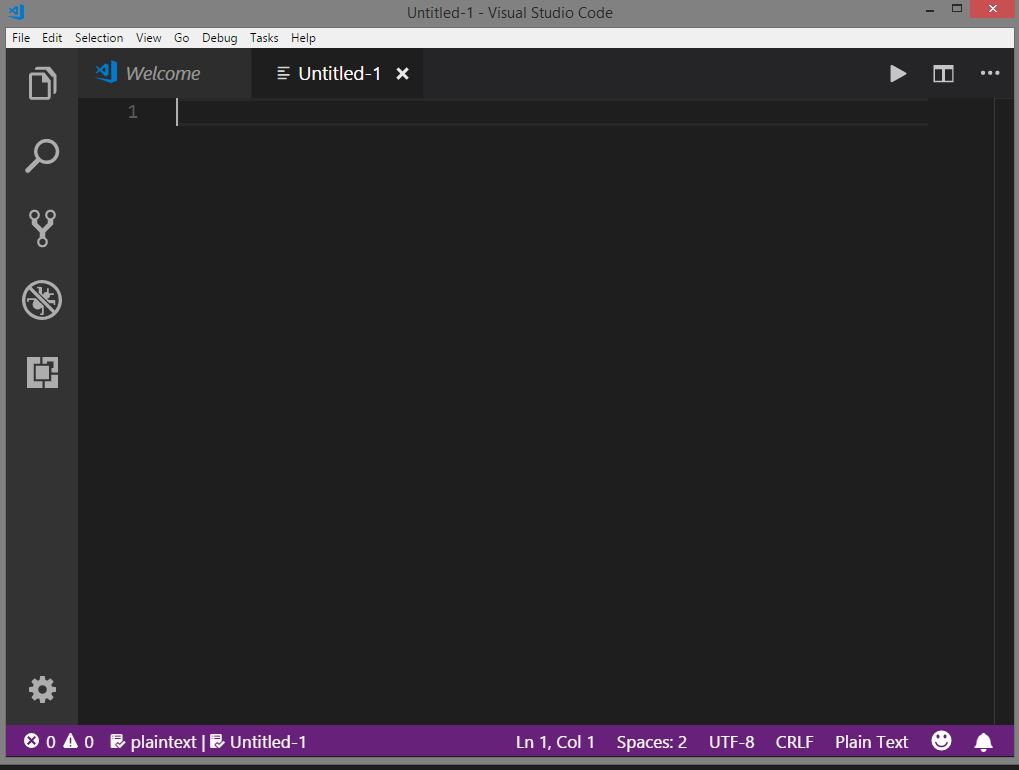 Untitled-1 - Visual Studio Code
File Edit Selection View Go Debug Tasks Help
Welcome Untitled-1
1
0 0 plaintext | Untitled-1 Ln 1, Col 1 Spaces: 2 UTF-8 CRLF Plain Text